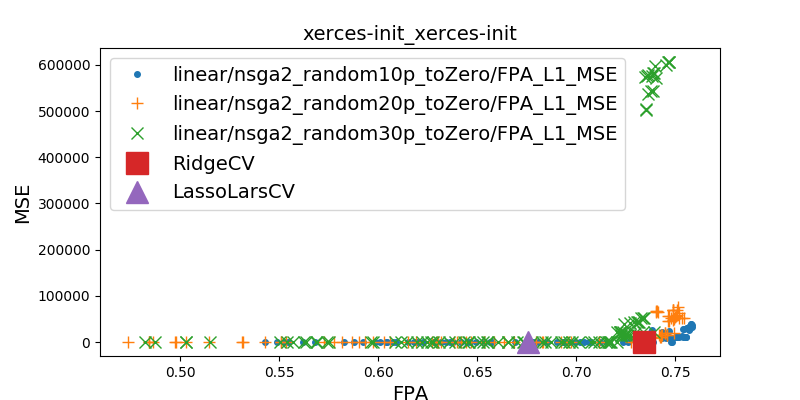 xerces-init_xerces-init
600000
500000
400000
300000
200000
100000
0
MSE
linear/nsga2_random10p_toZero/FPA_L1_MSE
linear/nsga2_random20p_toZero/FPA_L1_MSE
linear/nsga2_random30p_toZero/FPA_L1_MSE
RidgeCV
LassoLarsCV
0.50 0.55 0.60 0.65 0.70 0.75
FPA